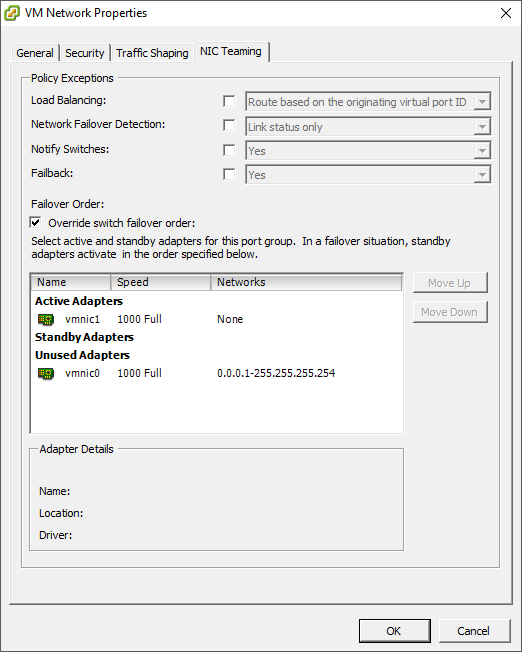 VM Network Properties
General Security Traffic Shaping NIC Teaming
Policy Exceptions
Load Balancing: Route based on the originating virtual port ID
Network Failover Detection: Link status only
Notify Switches: Yes
Failback: Yes
Failover Order:
Override switch failover order:
Select active and standby adapters for this port group. In a failover situation, standby
adapters activate in the order specified below.
Name Speed Networks Move Up
Active Adapters
vmnic1 1000 Full None Move Down
Standby Adapters
Unused Adapters
vmnic0 1000 Full 0.0.0.1-255.255.255.254
Adapter Details
Name:
Location:
Driver:
OK Cancel